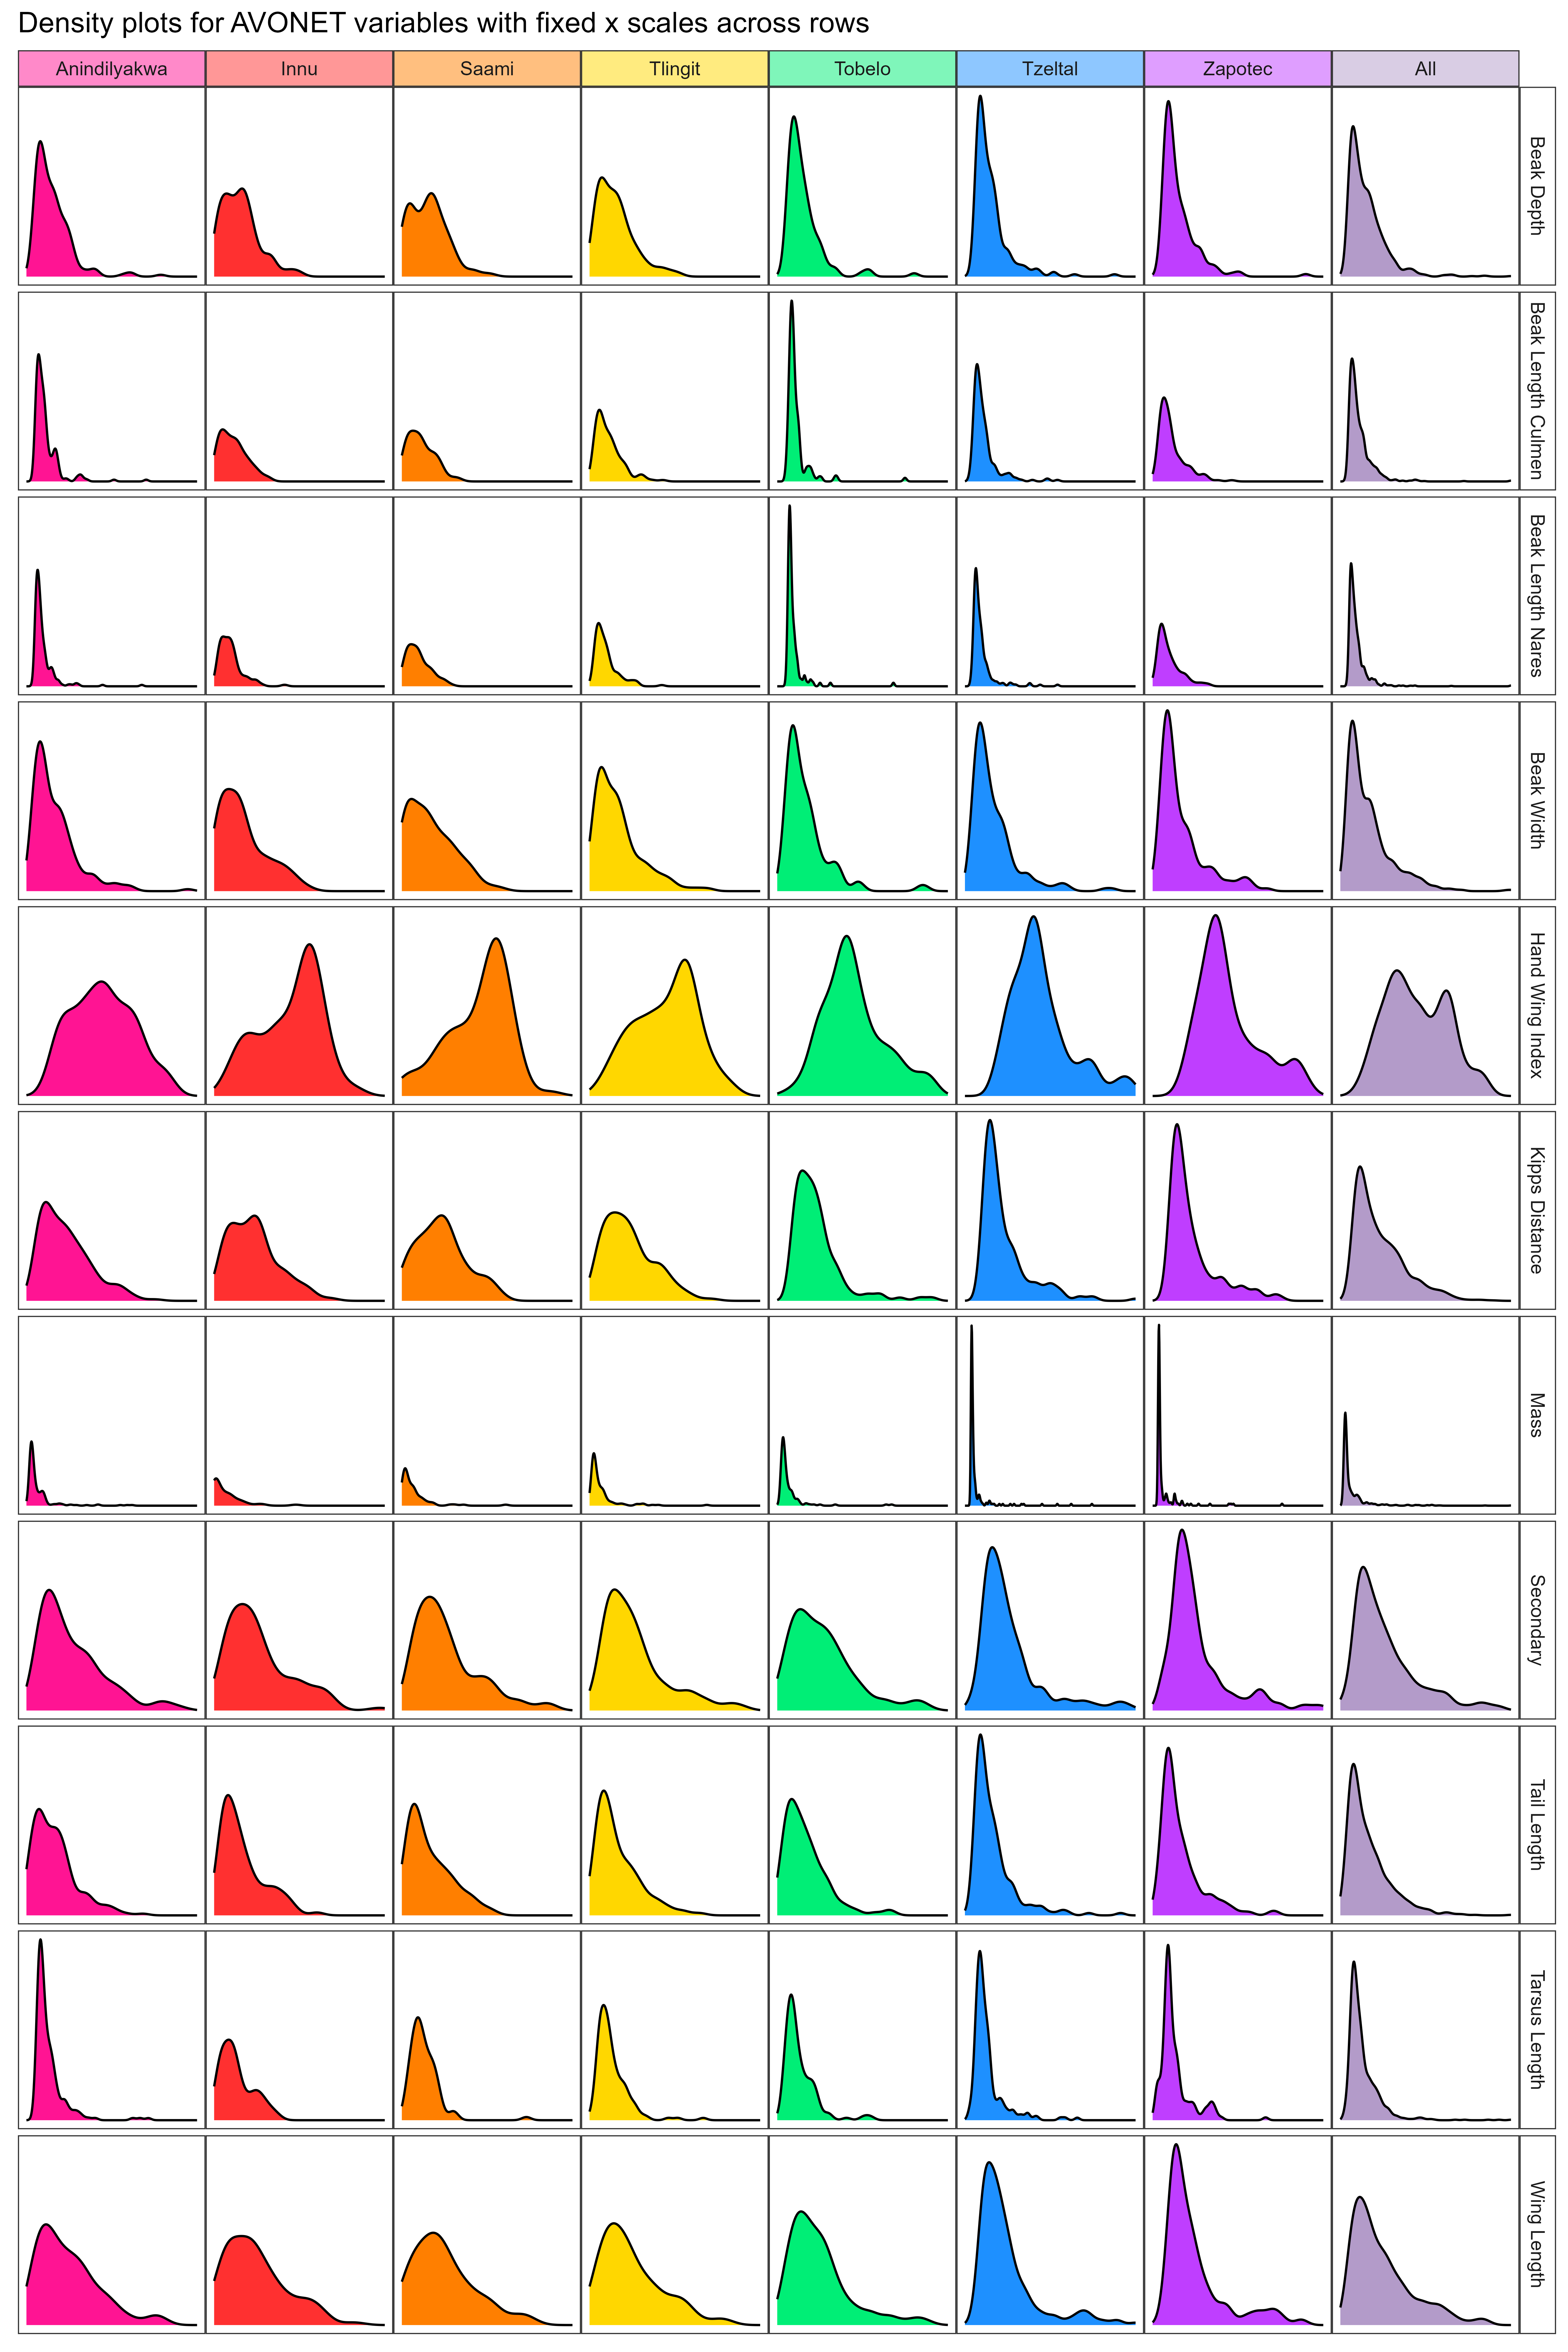 Density plots for AVONET variables with fixed x scales across rows
Anindilyakwa
Innu
Saami
Tlingit
Tobelo
Tzeltal
Zapotec
All
Beak Depth
Beak Length Culmen
Beak Length Nares
Beak Width
Hand Wing Index
Kipps Distance
Mass
Secondary
Tail Length
Tarsus Length
Wing Length